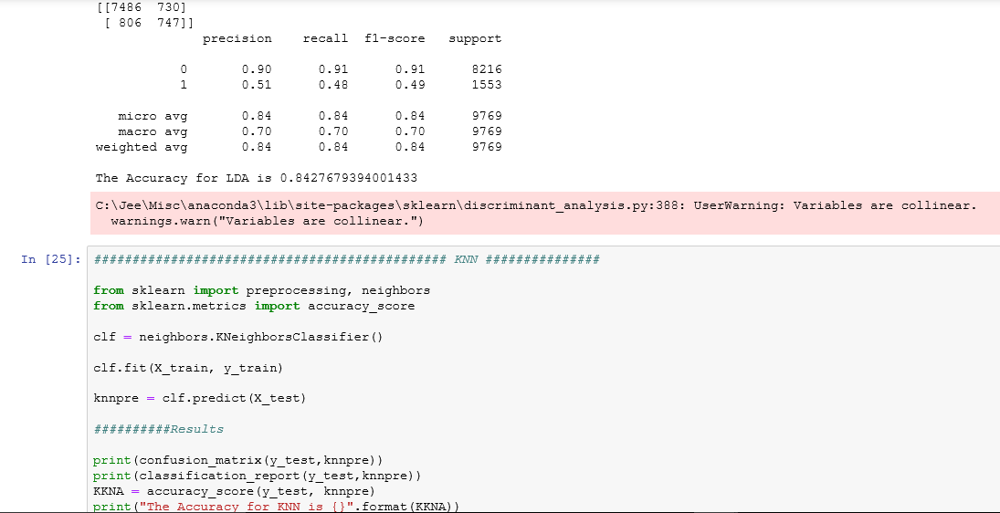 [[7486  730]
 [ 806  747]]
              precision    recall  f1-score   support
           0       0.90      0.91      0.91      8216
           1       0.51      0.48      0.49      1553
   micro avg       0.84      0.84      0.84      9769
   macro avg       0.70      0.70      0.70      9769
weighted avg       0.84      0.84      0.84      9769
The Accuracy for LDA is 0.8427679394001433
C:\Jee\Misc\anaconda3\lib\site-packages\sklearn\discriminant_analysis.py:388: UserWarning: Variables are collinear.
  warnings.warn("Variables are collinear.")
In [25]: ############################################## KNN ###############
from sklearn import preprocessing, neighbors
from sklearn.metrics import accuracy_score
clf = neighbors.KNeighborsClassifier()
clf.fit(X_train, y_train)
knnpre = clf.predict(X_test)
##########Results
print(confusion_matrix(y_test,knnpre))
print(classification_report(y_test,knnpre))
KKNA = accuracy_score(y_test, knnpre)
print("The Accuracy for KNN is {}".format(KKNA))